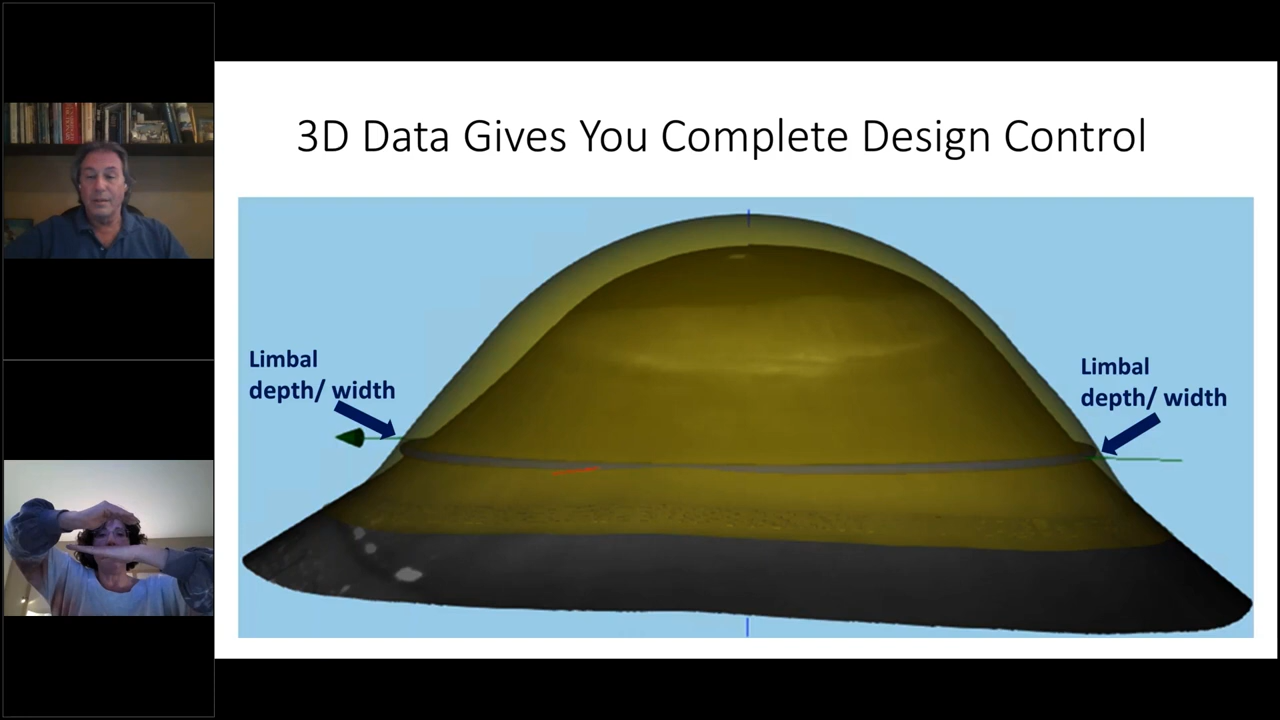 3D Data Gives You Complete Design Control
Limbal
depth/ width
Limbal
depth/ width